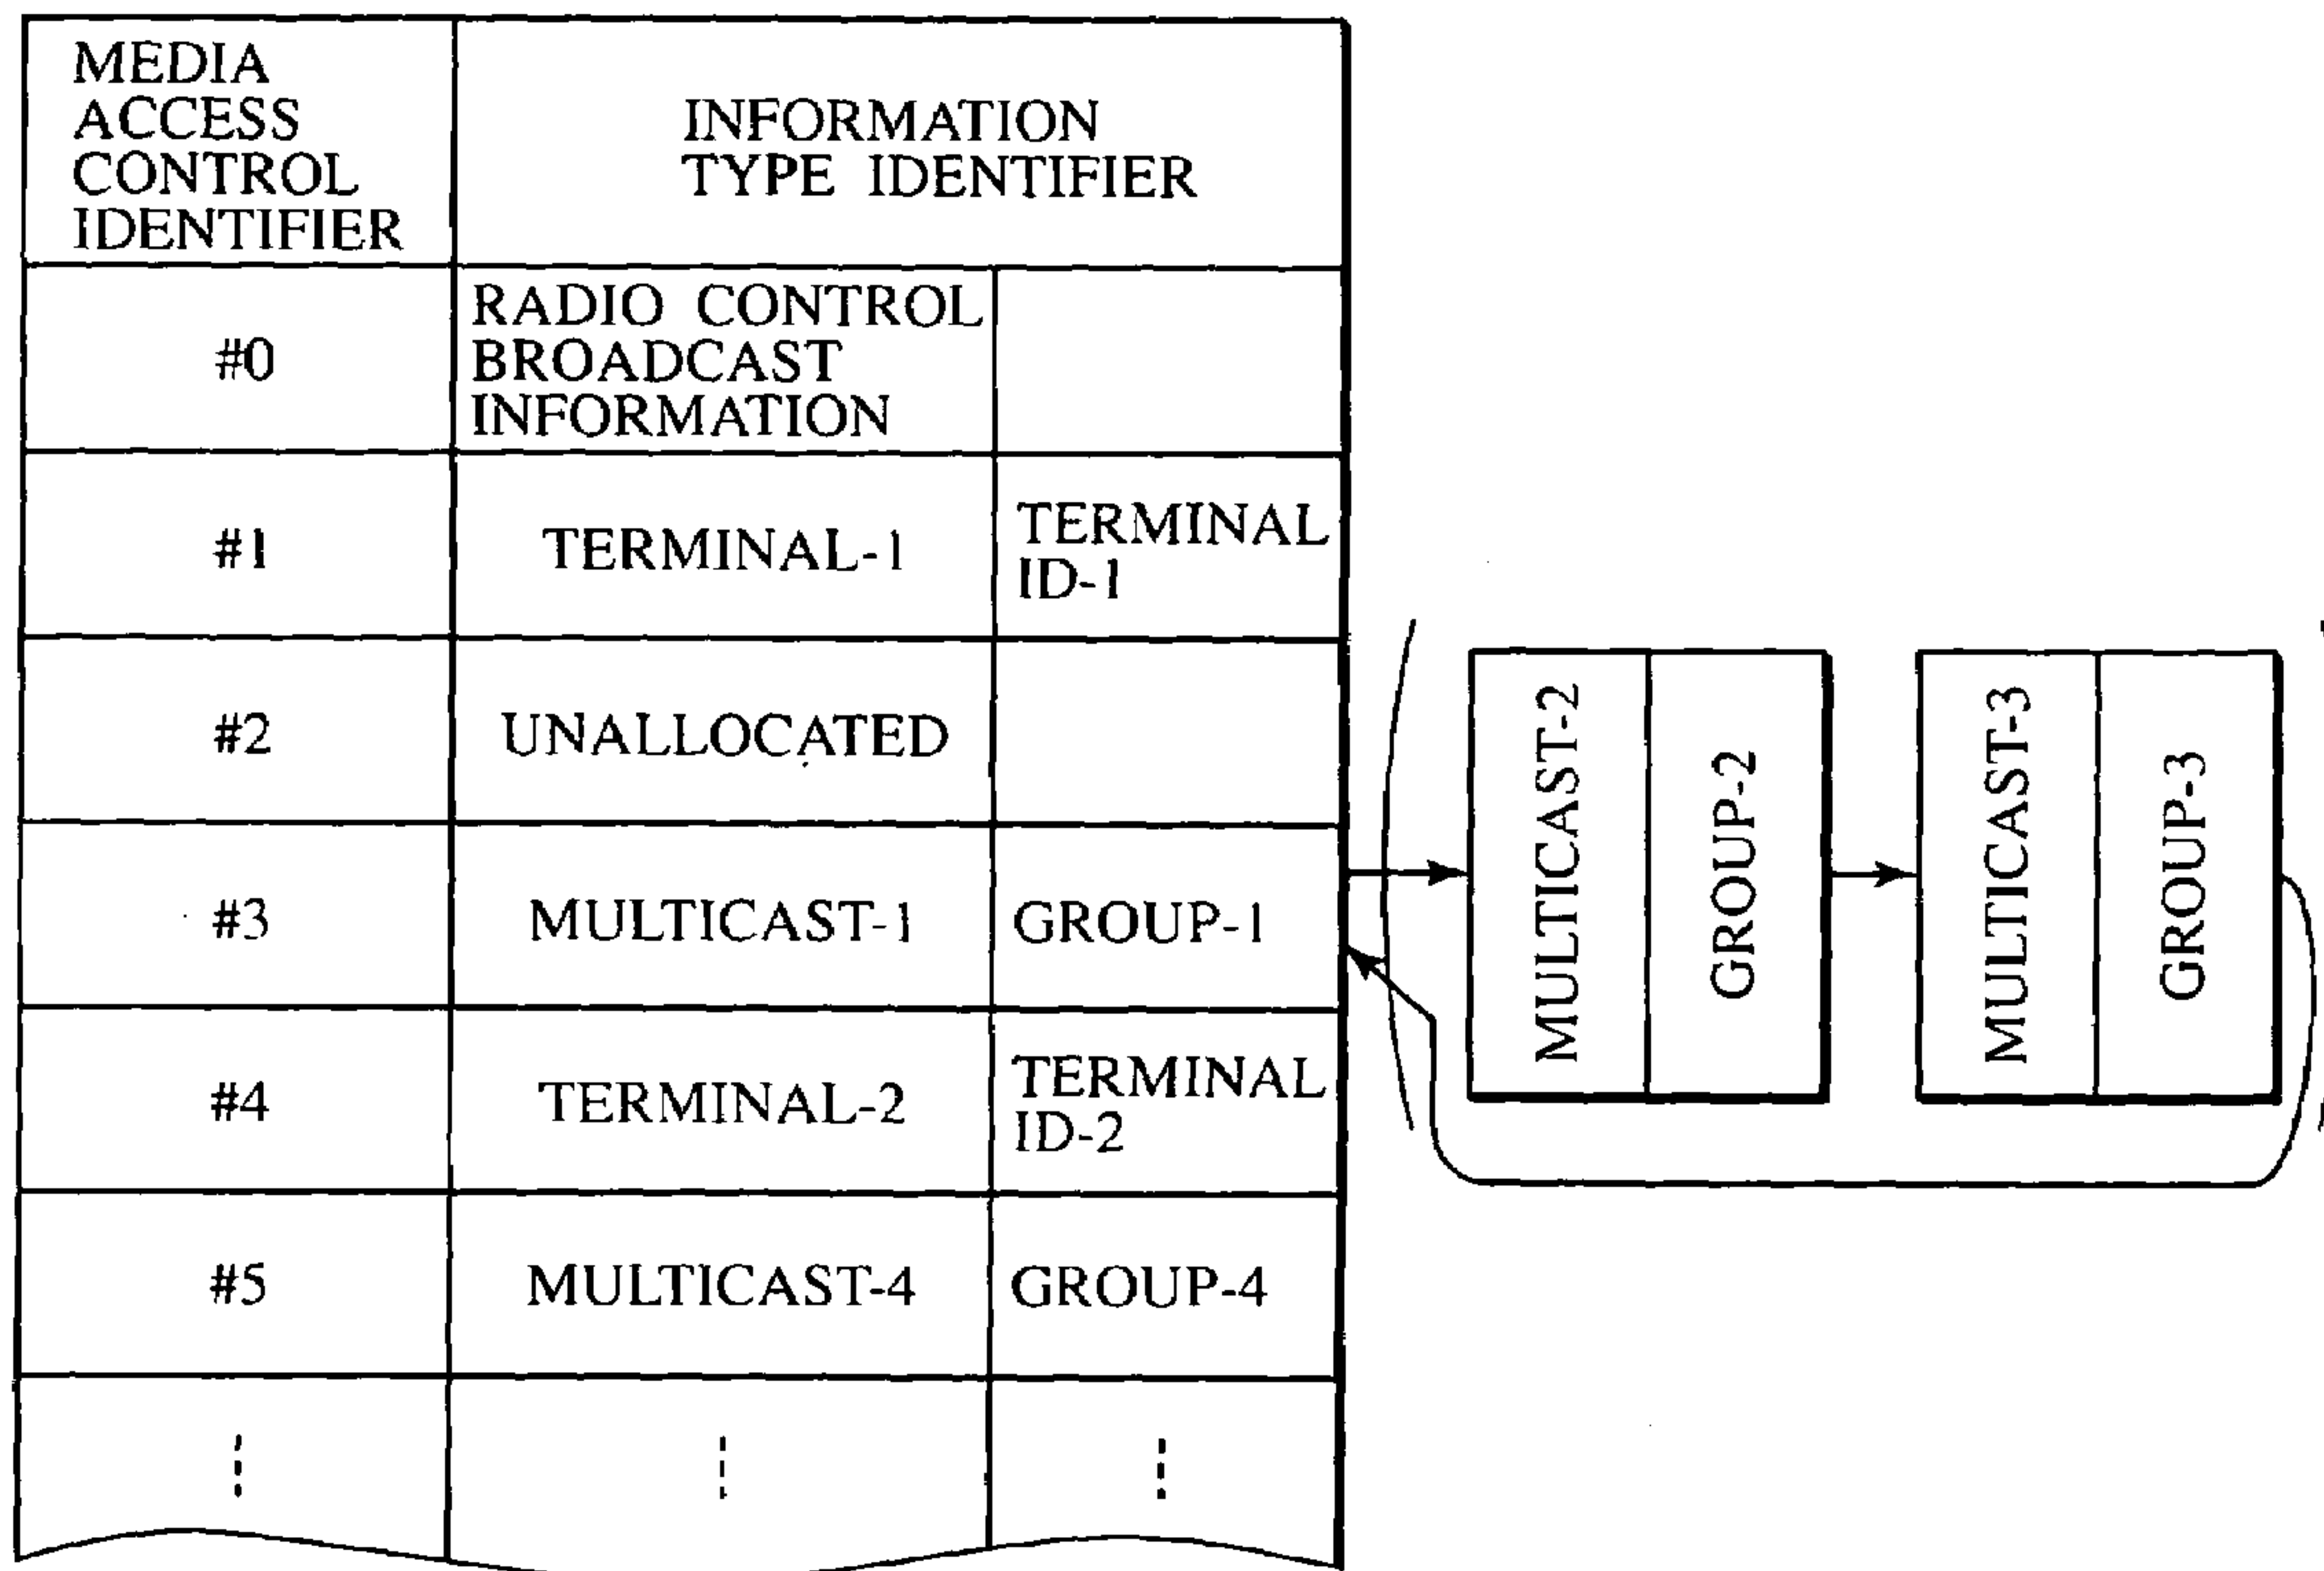 MEDIA
ACCESS
CONTROL
IDENTIFIER
INFORMATION
TYPE IDENTIFIER
#0
RADIO CONTROL
BROADCAST
INFORMATION
#1
TERMINAL-1
TERMINAL
ID-1
#2
UNALLOCATED
#3
MULTICAST-1
GROUP-1
MULTICAST-2
GROUP-2
MULTICAST-3
GROUP-3
#4
TERMINAL-2
TERMINAL
ID-2
#5
MULTICAST-4
GROUP-4